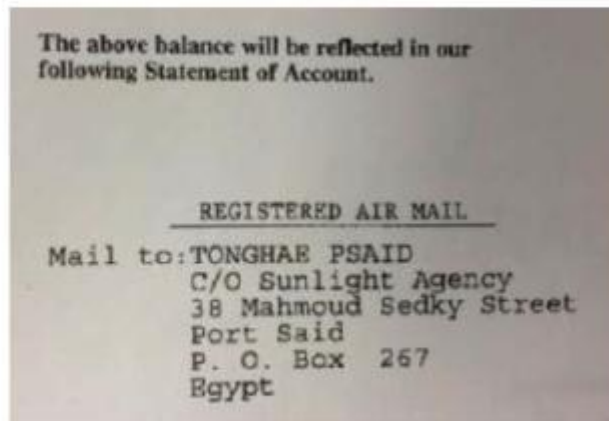 The above balance will be reflected in our
following Statement of Account.
REGISTERED AIR MAIL
Mail to:TONGHAE PSAID
C/O Sunlight Agency
38 Mahmoud Sedky Street
Port Said
P. O. Box 267
Egypt